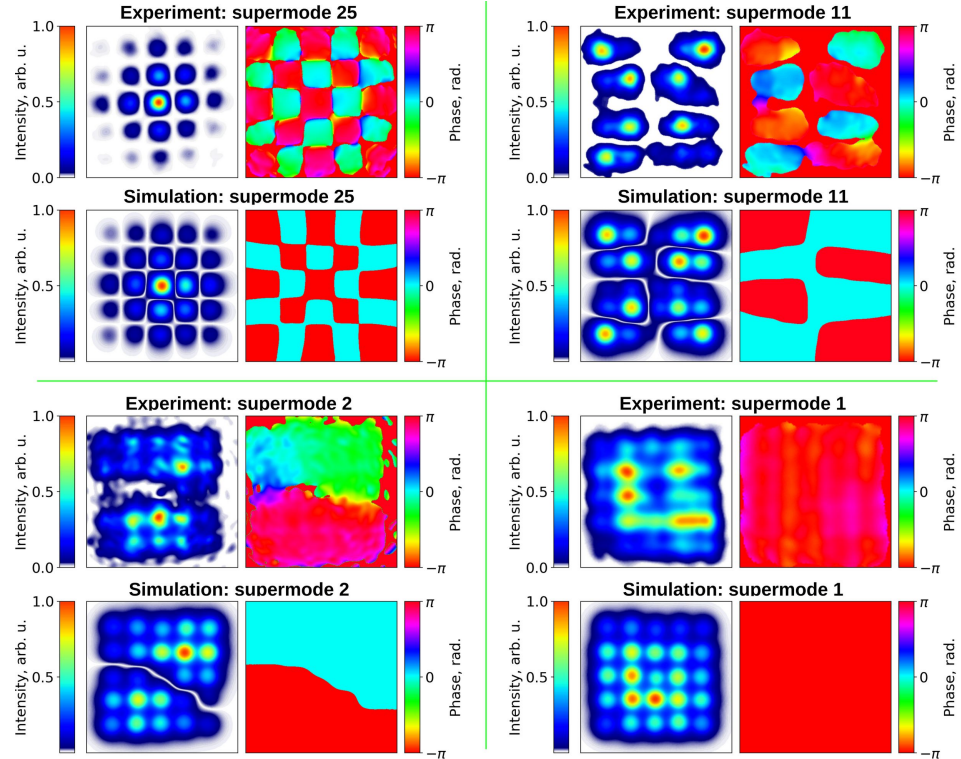 Experiment: supermode 25
1.0
0.5
0.0
Intensity, arb. u.
π
0
−π
Phase, rad.
Simulation: supermode 25
1.0
0.5
Intensity, arb. u.
π
0
−π
Phase, rad.
Experiment: supermode 11
1.0
0.5
0.0
Intensity, arb. u.
π
0
−π
Phase, rad.
Simulation: supermode 11
1.0
0.5
Intensity, arb. u.
π
0
−π
Phase, rad.
Experiment: supermode 2
1.0
0.5
0.0
Intensity, arb. u.
π
0
−π
Phase, rad.
Simulation: supermode 2
1.0
0.5
Intensity, arb. u.
π
0
−π
Phase, rad.
Experiment: supermode 1
1.0
0.5
0.0
Intensity, arb. u.
π
0
−π
Phase, rad.
Simulation: supermode 1
1.0
0.5
Intensity, arb. u.
π
0
−π
Phase, rad.